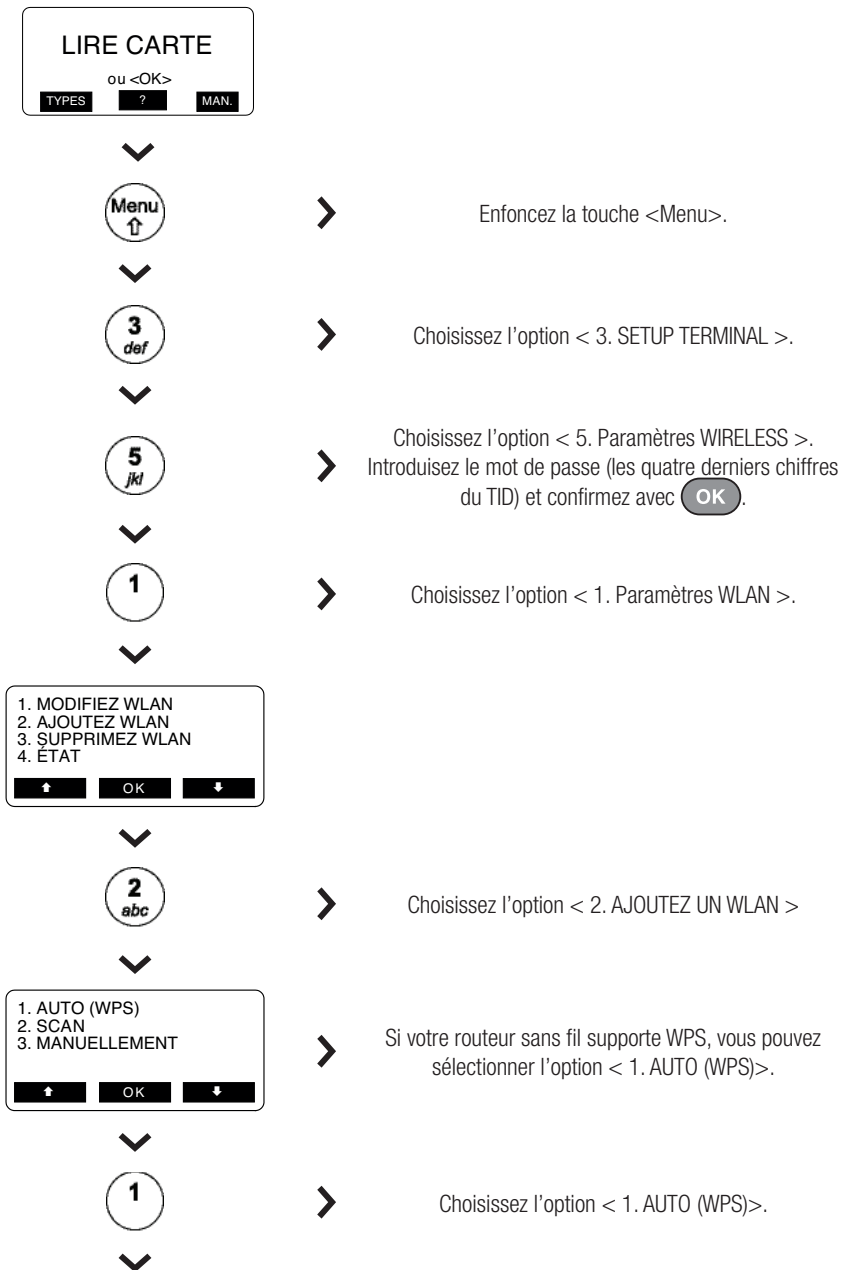 LIRE CARTE
ou <OK>
TYPES ? MAN.
Menu
Enfoncez la touche <Menu>.
3
def
Choisissez l’option < 3. SETUP TERMINAL >.
5
jkl
Choisissez l’option < 5. Paramètres WIRELESS >.
Introduisez le mot de passe (les quatre derniers chiffres
du TID) et confirmez avec OK.
1
Choisissez l’option < 1. Paramètres WLAN >.
1. MODIFIEZ WLAN
2. AJOUTEZ WLAN
3. SUPPRIMEZ WLAN
4. ÉTAT
OK
2
abc
Choisissez l’option < 2. AJOUTEZ UN WLAN >
1. AUTO (WPS)
2. SCAN
3. MANUELLEMENT
OK
Si votre routeur sans fil supporte WPS, vous pouvez
sélectionner l’option < 1. AUTO (WPS)>.
1
Choisissez l’option < 1. AUTO (WPS)>.